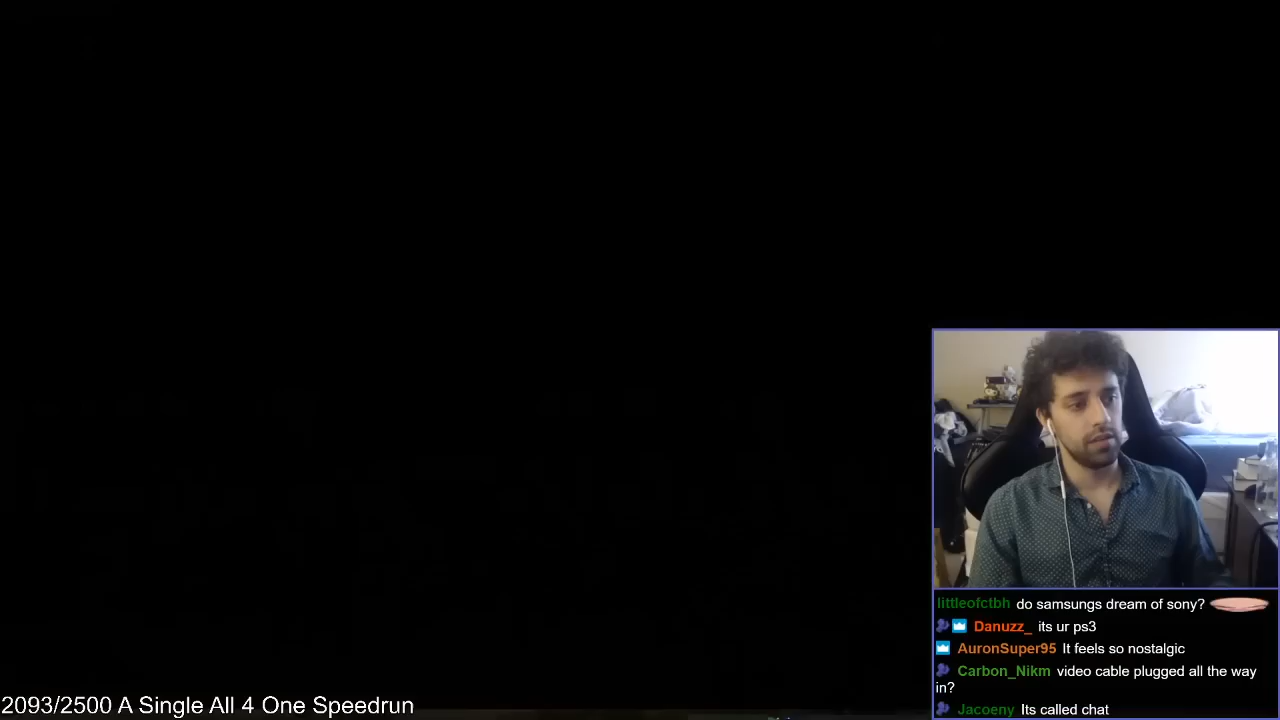 littleofctbh do samsungs dream of sony?
Danuzz_ its ur ps3
AuronSuper95 It feels so nostalgic
Carbon_Nikm video cable plugged all the way
in?
Jacoeny Its called chat
2093/2500 A Single All 4 One Speedrun